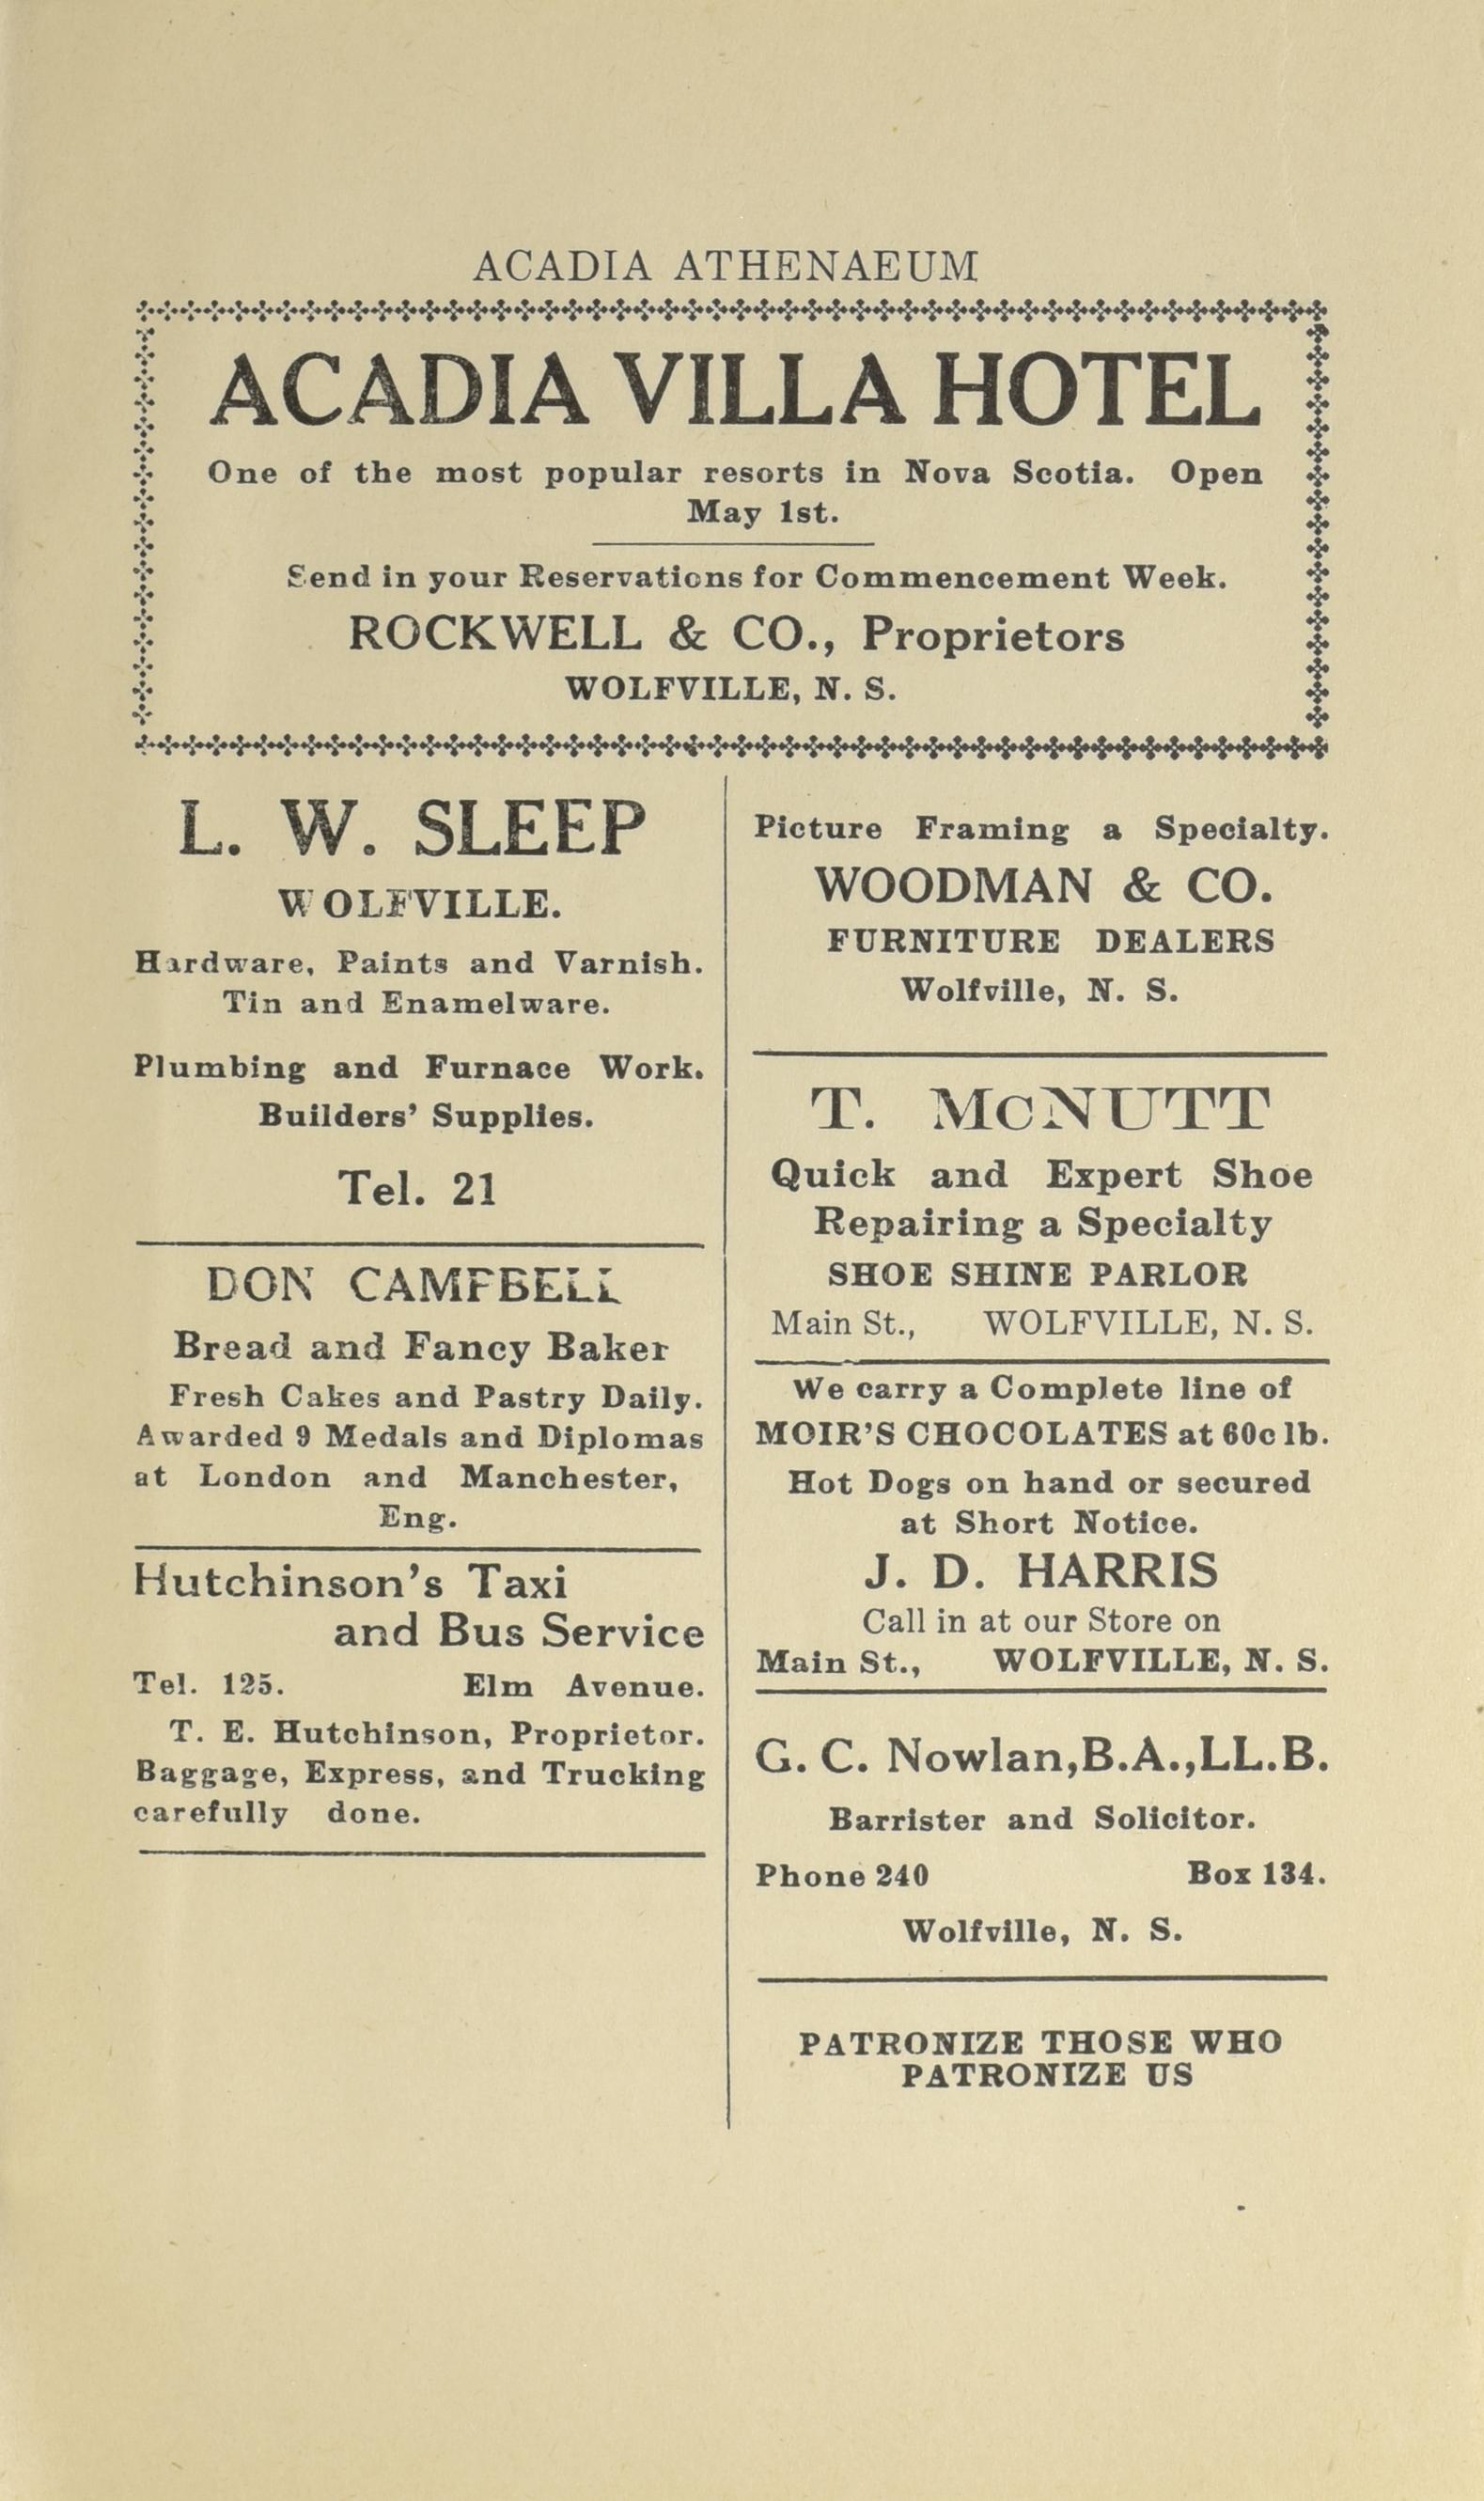 ACADIA ATHENAEUM
ACADIA VILLA HOTEL
One of the most popular resorts in Nova Scotia. Open
May 1st.
Send in your Reservations for Commencement Week.
ROCKWELL & CO., Proprietors
WOLFVILLE, N. S.
L. W. SLEEP
WOLFVILLE.
Hardware, Paints and Varnish.
Tin and Enamelware.
Plumbing and Furnace Work.
Builders' Supplies.
Tel. 21
DON CAMPBELL
Bread and Fancy Baker
Fresh Cakes and Pastry Daily.
Awarded 9 Medals and Diplomas
at London and Manchester,
Eng.
Hutchinson's Taxi
and Bus Service
Tel. 125. Elm Avenue.
T. E. Hutchinson, Proprietor.
Baggage, Express, and Trucking
carefully done.
Picture Framing a Specialty.
WOODMAN & CO.
FURNITURE DEALERS
Wolfville, N. S.
T. McNUTT
Quick and Expert Shoe
Repairing a Specialty
SHOE SHINE PARLOR
Main St., WOLFVILLE, N. S.
We carry a Complete line of
MOIR'S CHOCOLATES at 60c lb.
Hot Dogs on hand or secured
at Short Notice.
J. D. HARRIS
Call in at our Store on
Main St., WOLFVILLE, N. S.
G. C. Nowlan,B.A.,LL.B.
Barrister and Solicitor.
Phone 240 Box 134.
Wolfville, N. S.
PATRONIZE THOSE WHO
PATRONIZE US